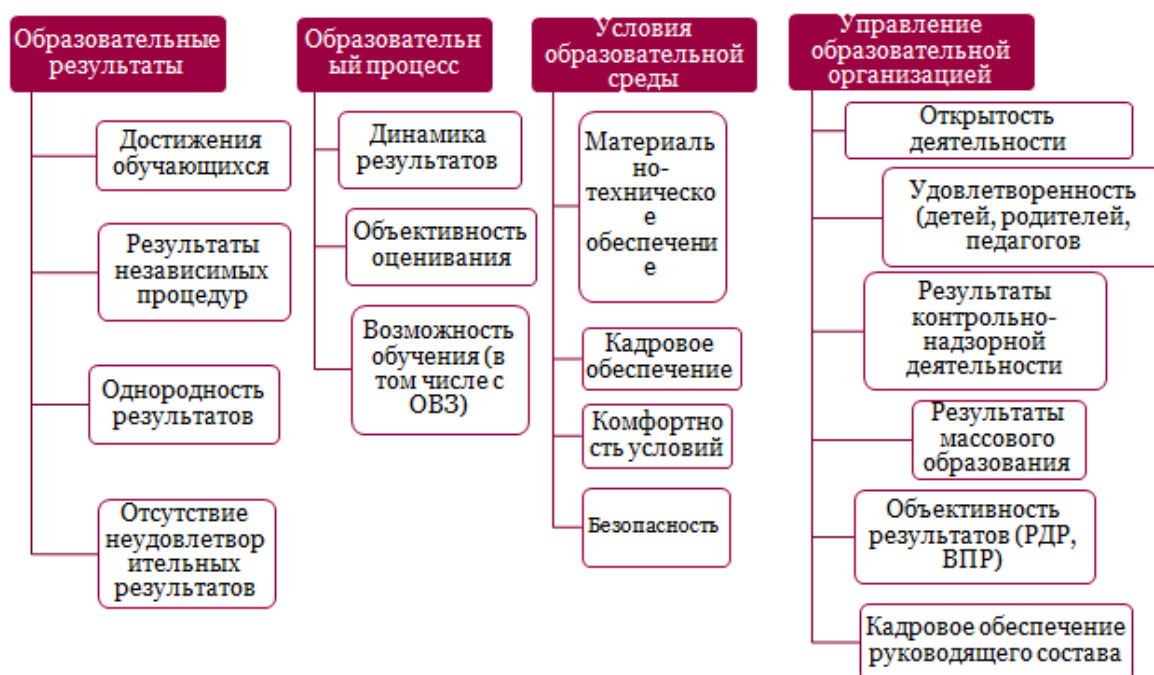 Образовательные
результаты
Достижения
обучающихся
Результаты
независимых
процедур
Однородность
результатов
Отсутствие
неудовлетвор
ительных
результатов
Образовательн
ый процесс
Динамика
результатов
Объективность
оценивания
Возможность
обучения (в
том числе с
ОВЗ)
Условия
образовательной
среды
Материаль
но-
техническо
е
обеспечени
е
Кадровое
обеспечение
Комфортно
сть условий
Безопасность
Управление
образовательной
организацией
Открытость
деятельности
Удовлетворенность
(детей, родителей,
педагогов
Результаты
контрольно-
надзорной
деятельности
Результаты
массового
образования
Объективность
результатов (РДР,
ВПР)
Кадровое обеспечение
руководящего состава